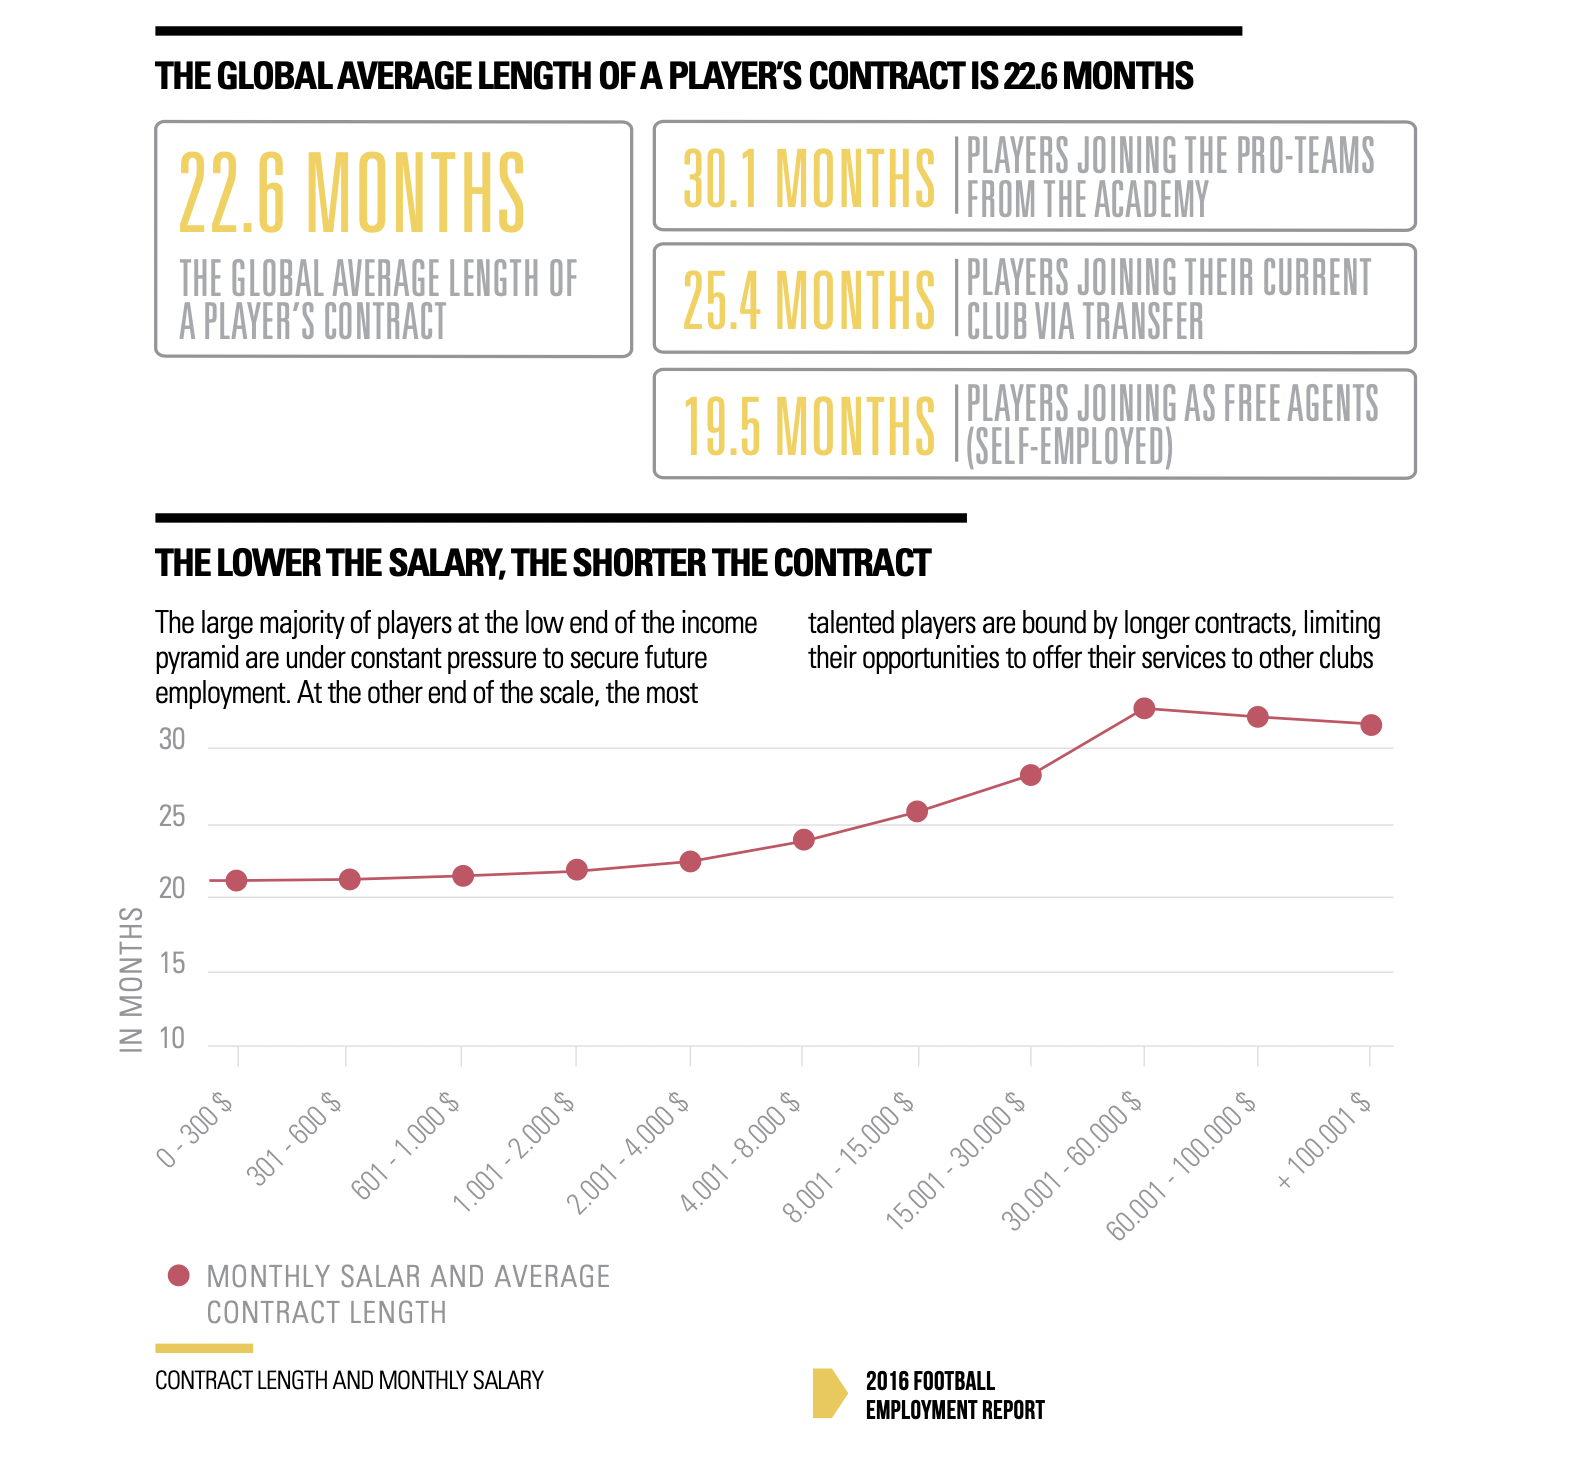 THE GLOBAL AVERAGE LENGTH OF A PLAYER'S CONTRACT IS 22.6 MONTHS
22.6 MONTHS
THE GLOBAL AVERAGE LENGTH OF
A PLAYER'S CONTRACT
30.1 MONTHS
PLAYERS JOINING THE PRO-TEAMS
FROM THE ACADEMY
25.4 MONTHS
PLAYERS JOINING THEIR CURRENT
CLUB VIA TRANSFER
19.5 MONTHS
PLAYERS JOINING AS FREE AGENTS
(SELF-EMPLOYED)
THE LOWER THE SALARY, THE SHORTER THE CONTRACT
The large majority of players at the low end of the income
pyramid are under constant pressure to secure future
employment. At the other end of the scale, the most
talented players are bound by longer contracts, limiting
their opportunities to offer their services to other clubs
30
25
20
15
10
IN MONTHS
0 - 300 $
301 - 600 $
601 - 1.000 $
1.001 - 2.000 $
2.001 - 4.000 $
4.001 - 8.000 $
8.001 - 15.000 $
15.001 - 30.000 $
30.001 - 60.000 $
60.001 - 100.000 $
+ 100.001 $
MONTHLY SALAR AND AVERAGE
CONTRACT LENGTH
CONTRACT LENGTH AND MONTHLY SALARY
2016 FOOTBALL
EMPLOYMENT REPORT